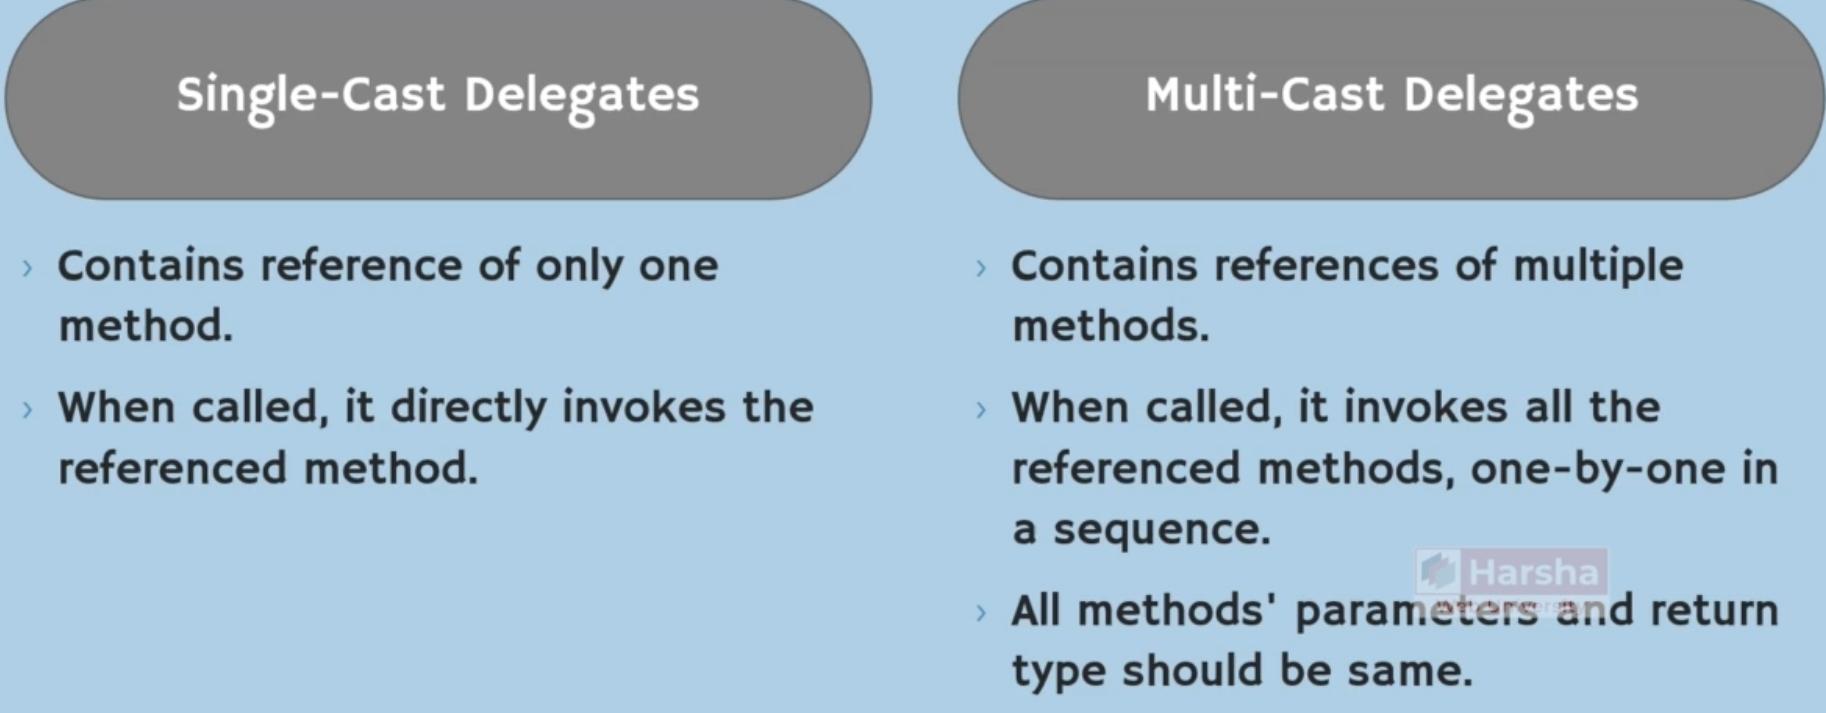 Single-Cast Delegates
› Contains reference of only one
method.
› When called, it directly invokes the
referenced method.
Multi-Cast Delegates
› Contains references of multiple
methods.
› When called, it invokes all the
referenced methods, one-by-one in
a sequence.
› All methods' parameters and return
type should be same.
Harsha
Web University